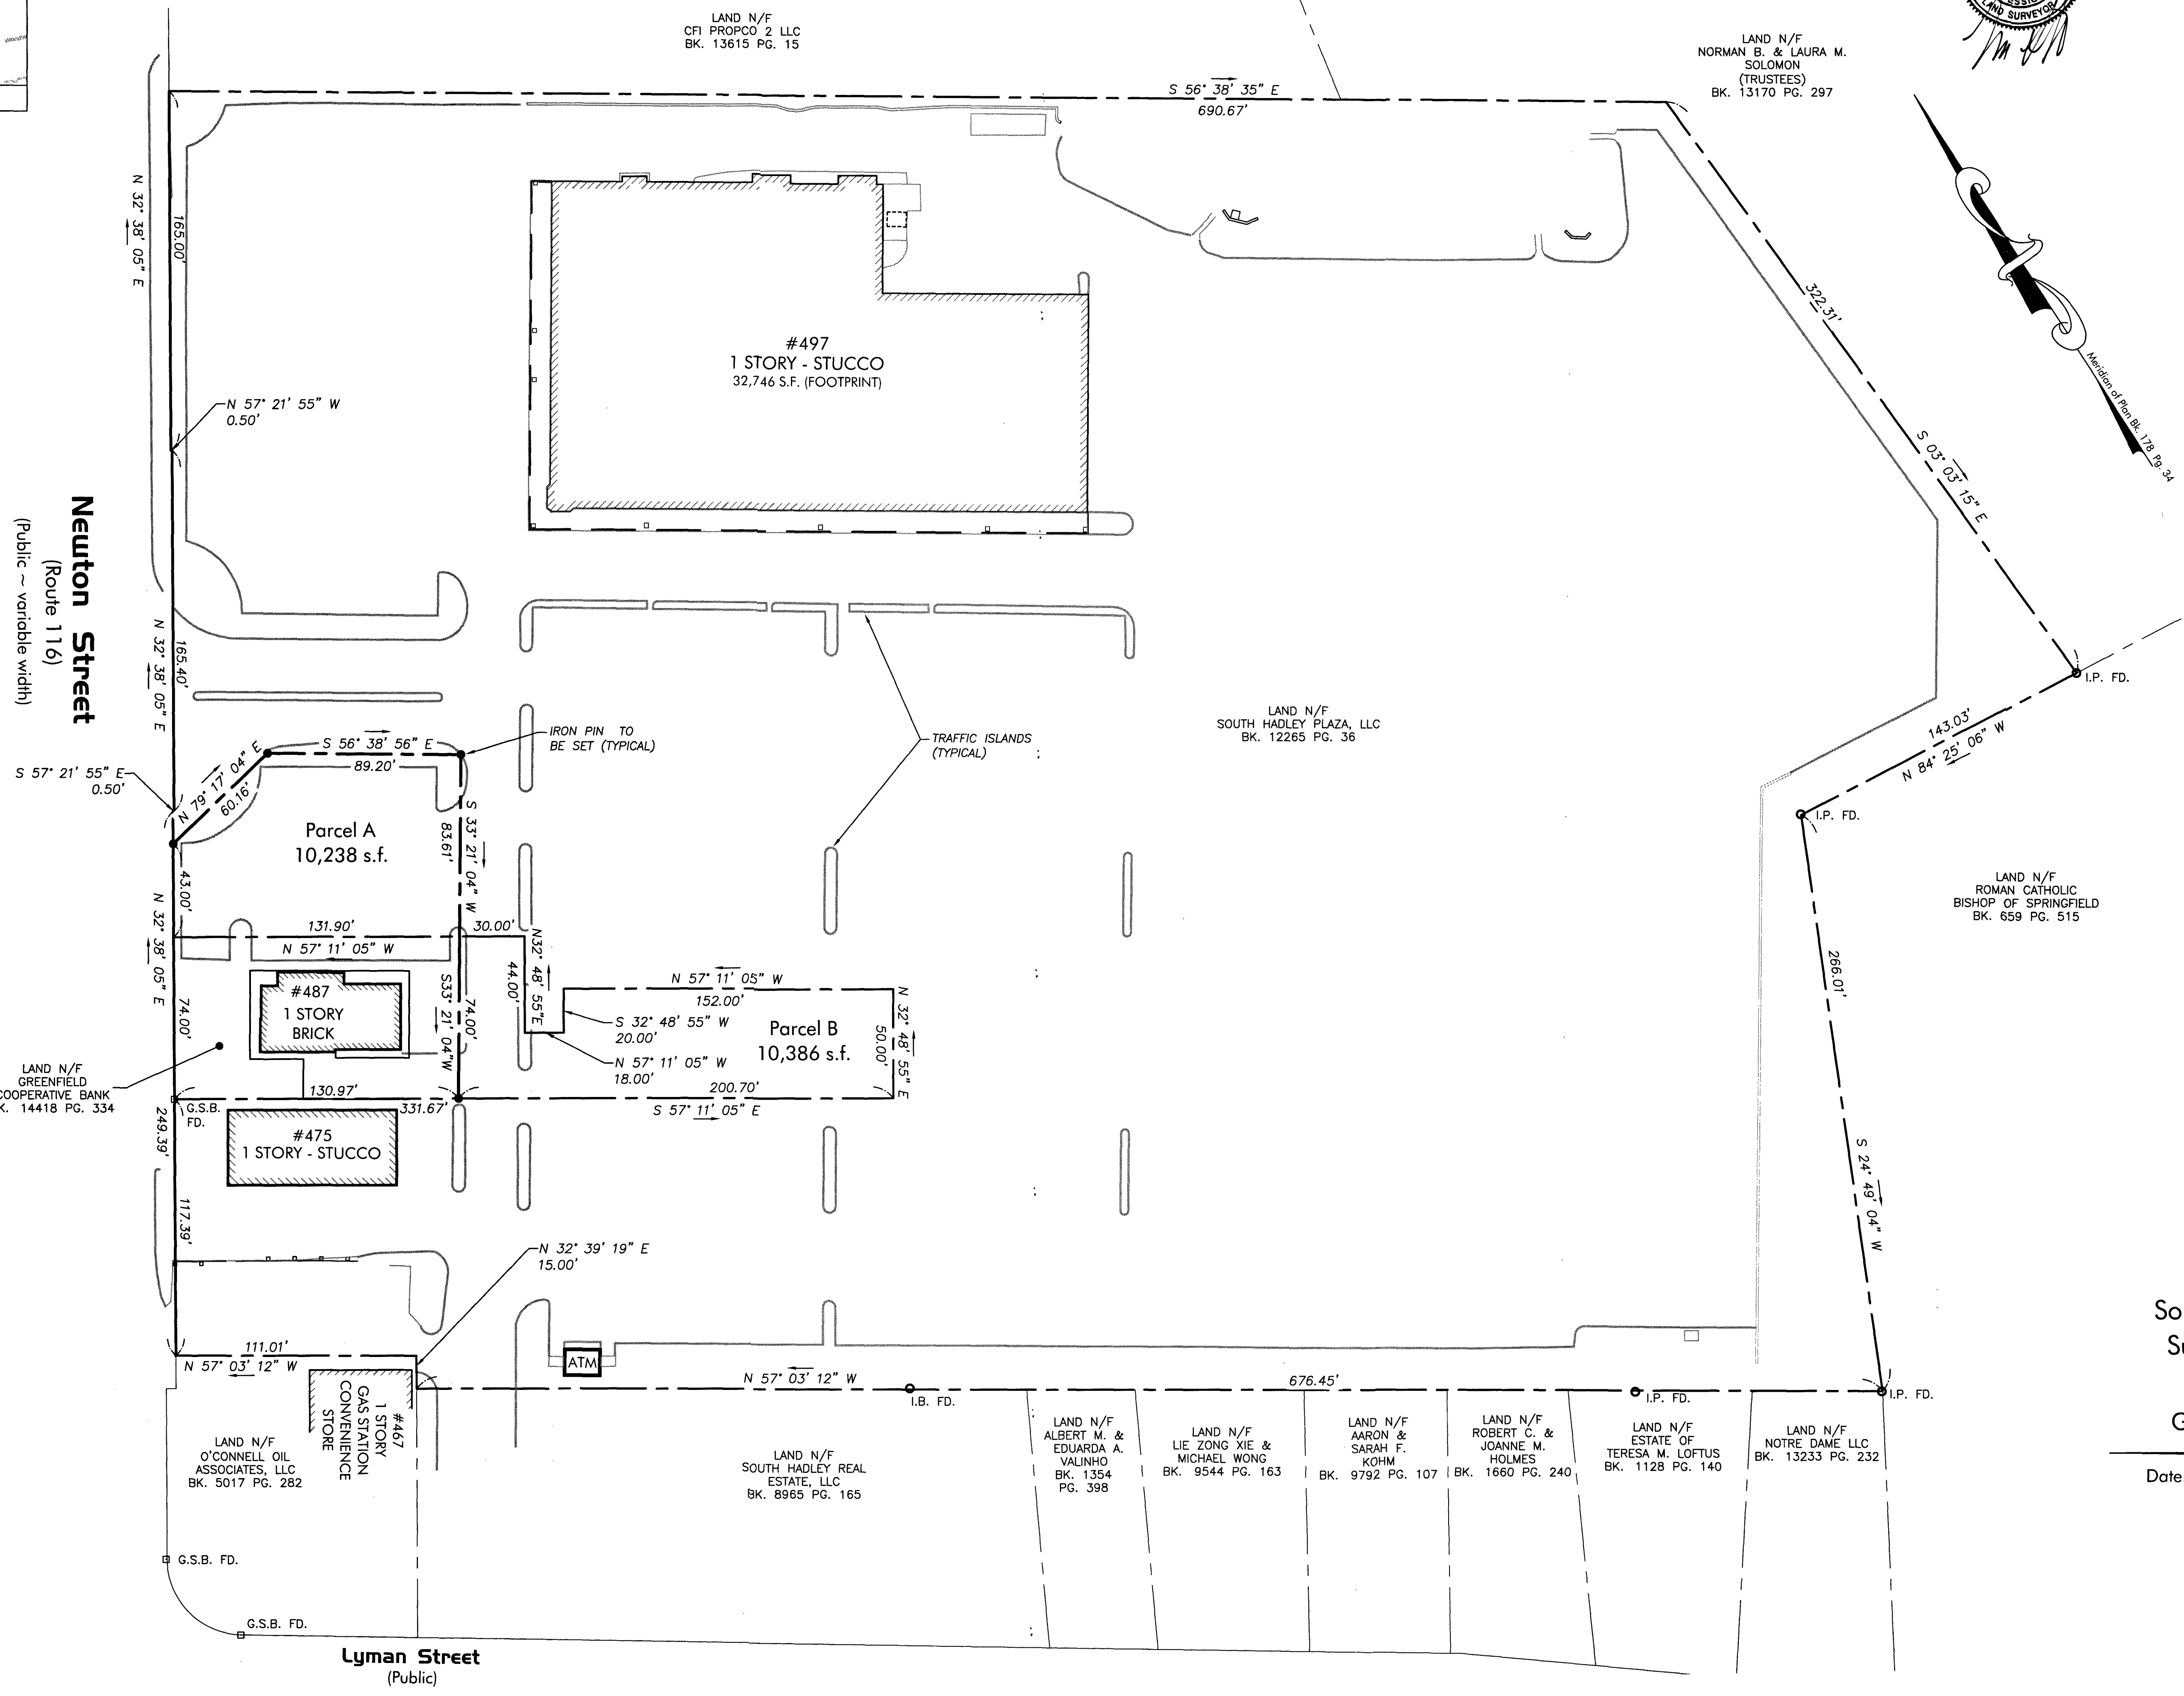 LAND N/F
CFI PROPCO 2 LLC
BK. 13615 PG. 15
LAND N/F
NORMAN B. & LAURA M.
SOLOMON
(TRUSTEES)
BK. 13170 PG. 297
LAND SURVEYOR
S 56° 38' 35" E
690.67'
N 32° 38' 05" E
165.00'
322.31'
S 03° 03' 15" E
Meridian of Plan Bk. 178 Pg. 34
#497
1 STORY - STUCCO
32,746 S.F. (FOOTPRINT)
N 57° 21' 55" W
0.50'
Newton Street
(Route 116)
(Public ~ variable width)
N 32° 38' 05" E
165.40'
I.P. FD.
143.03'
N 84° 25' 06" W
I.P. FD.
LAND N/F
SOUTH HADLEY PLAZA, LLC
BK. 12265 PG. 36
IRON PIN TO
BE SET (TYPICAL)
TRAFFIC ISLANDS
(TYPICAL)
S 56° 38' 56" E
89.20'
S 57° 21' 55" E
0.50'
N 79° 17' 04" E
60.16'
Parcel A
10,238 s.f.
S 33° 21' 04" W
83.61'
43.00'
N 32° 38' 05" E
131.90'
N 57° 11' 05" W
30.00'
LAND N/F
ROMAN CATHOLIC
BISHOP OF SPRINGFIELD
BK. 659 PG. 515
266.01'
S 24° 49' 04" W
#487
1 STORY
BRICK
74.00'
S33° 21' 04"W
74.00'
44.00'
N32° 48' 55"E
N 57° 11' 05" W
152.00'
S 32° 48' 55" W
20.00'
Parcel B
10,386 s.f.
50.00'
N 32° 48' 55" E
N 57° 11' 05" W
18.00'
200.70'
S 57° 11' 05" E
LAND N/F
GREENFIELD
COOPERATIVE BANK
K. 14418 PG. 334
130.97'
331.67'
G.S.B.
FD.
249.39'
#475
1 STORY - STUCCO
117.39'
N 32° 39' 19" E
15.00'
111.01'
N 57° 03' 12" W
ATM
N 57° 03' 12" W
676.45'
I.B. FD.
I.P. FD.
I.P. FD.
#467
1 STORY
GAS STATION
CONVENIENCE
STORE
LAND N/F
O'CONNELL OIL
ASSOCIATES, LLC
BK. 5017 PG. 282
LAND N/F
SOUTH HADLEY REAL
ESTATE, LLC
BK. 8965 PG. 165
LAND N/F
ALBERT M. &
EDUARDA A.
VALINHO
BK. 1354
PG. 398
LAND N/F
LIE ZONG XIE &
MICHAEL WONG
BK. 9544 PG. 163
LAND N/F
AARON &
SARAH F.
KOHM
BK. 9792 PG. 107
LAND N/F
ROBERT C. &
JOANNE M.
HOLMES
BK. 1660 PG. 240
LAND N/F
ESTATE OF
TERESA M. LOFTUS
BK. 1128 PG. 140
LAND N/F
NOTRE DAME LLC
BK. 13233 PG. 232
So
Su
G
Date
G.S.B. FD.
G.S.B. FD.
Lyman Street
(Public)